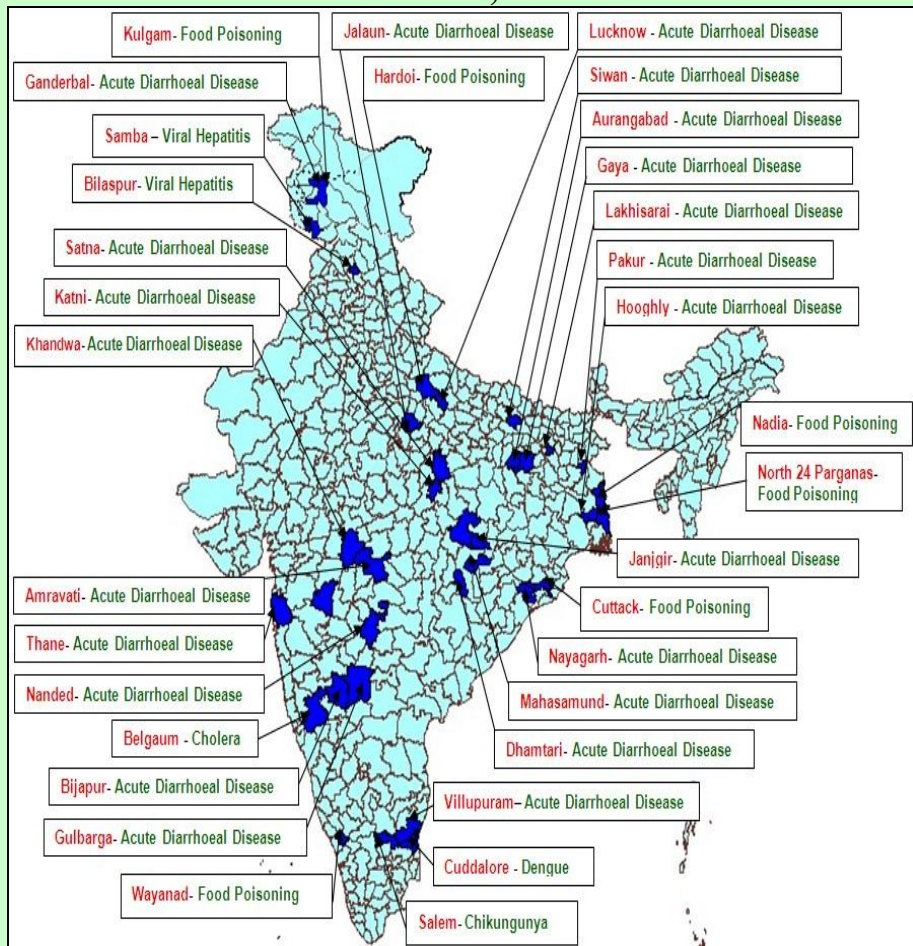 Kulgam- Food Poisoning
Jalaun- Acute Diarrhoeal Disease
Lucknow - Acute Diarrhoeal Disease
Ganderbal- Acute Diarrhoeal Disease
Hardoi - Food Poisoning
Siwan - Acute Diarrhoeal Disease
Samba – Viral Hepatitis
Aurangabad - Acute Diarrhoeal Disease
Bilaspur - Viral Hepatitis
Gaya - Acute Diarrhoeal Disease
Satna- Acute Diarrhoeal Disease
Lakhisarai - Acute Diarrhoeal Disease
Katni- Acute Diarrhoeal Disease
Pakur - Acute Diarrhoeal Disease
Khandwa-Acute Diarrhoeal Disease
Hooghly - Acute Diarrhoeal Disease
Nadia- Food Poisoning
North 24 Parganas-
Food Poisoning
Janjgir- Acute Diarrhoeal Disease
Amravati- Acute Diarrhoeal Disease
Cuttack - Food Poisoning
Thane- Acute Diarrhoeal Disease
Nayagarh- Acute Diarrhoeal Disease
Nanded - Acute Diarrhoeal Disease
Mahasamund- Acute Diarrhoeal Disease
Belgaum - Cholera
Dhamtari- Acute Diarrhoeal Disease
Bijapur- Acute Diarrhoeal Disease
Villupuram– Acute Diarrhoeal Disease
Gulbarga- Acute Diarrhoeal Disease
Cuddalore - Dengue
Wayanad- Food Poisoning
Salem- Chikungunya